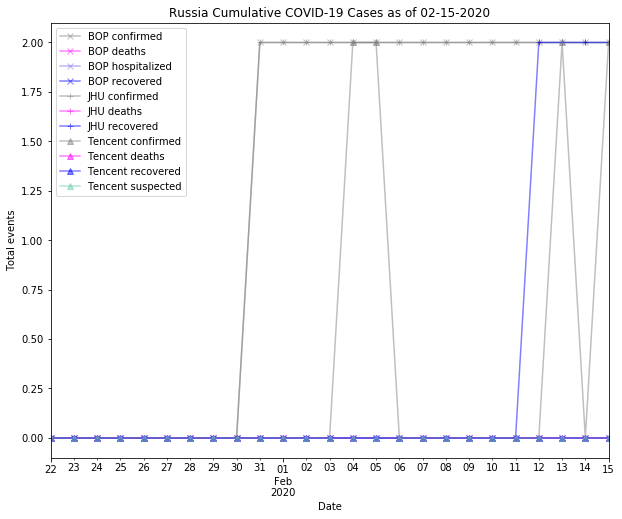 Russia Cumulative COVID-19 Cases as of 02-15-2020
BOP confirmed
BOP deaths
BOP hospitalized
BOP recovered
JHU confirmed
JHU deaths
JHU recovered
Tencent confirmed
Tencent deaths
Tencent recovered
Tencent suspected
Total events
2.00
1.75
1.50
1.25
1.00
0.75
0.50
0.25
0.00
22 23 24 25 26 27 28 29 30 31 01 02 03 04 05 06 07 08 09 10 11 12 13 14 15
Feb
2020
Date